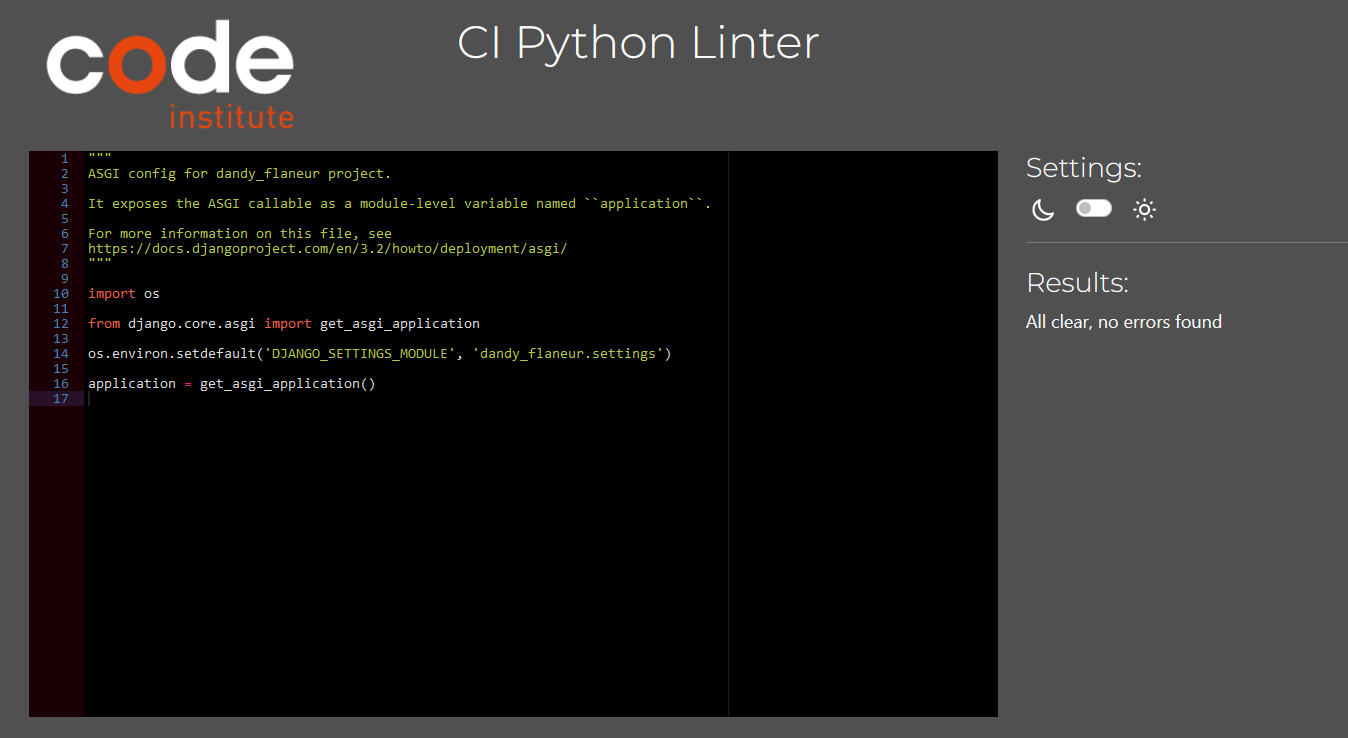 code
institute
CI Python Linter
1 """
2 ASGI config for dandy_flaneur project.
3
4 It exposes the ASGI callable as a module-level variable named ``application``.
5
6 For more information on this file, see
7 https://docs.djangoproject.com/en/3.2/howto/deployment/asgi/
8 """
9
10 import os
11
12 from django.core.asgi import get_asgi_application
13
14 os.environ.setdefault('DJANGO_SETTINGS_MODULE', 'dandy_flaneur.settings')
15
16 application = get_asgi_application()
17
Settings:
Results:
All clear, no errors found